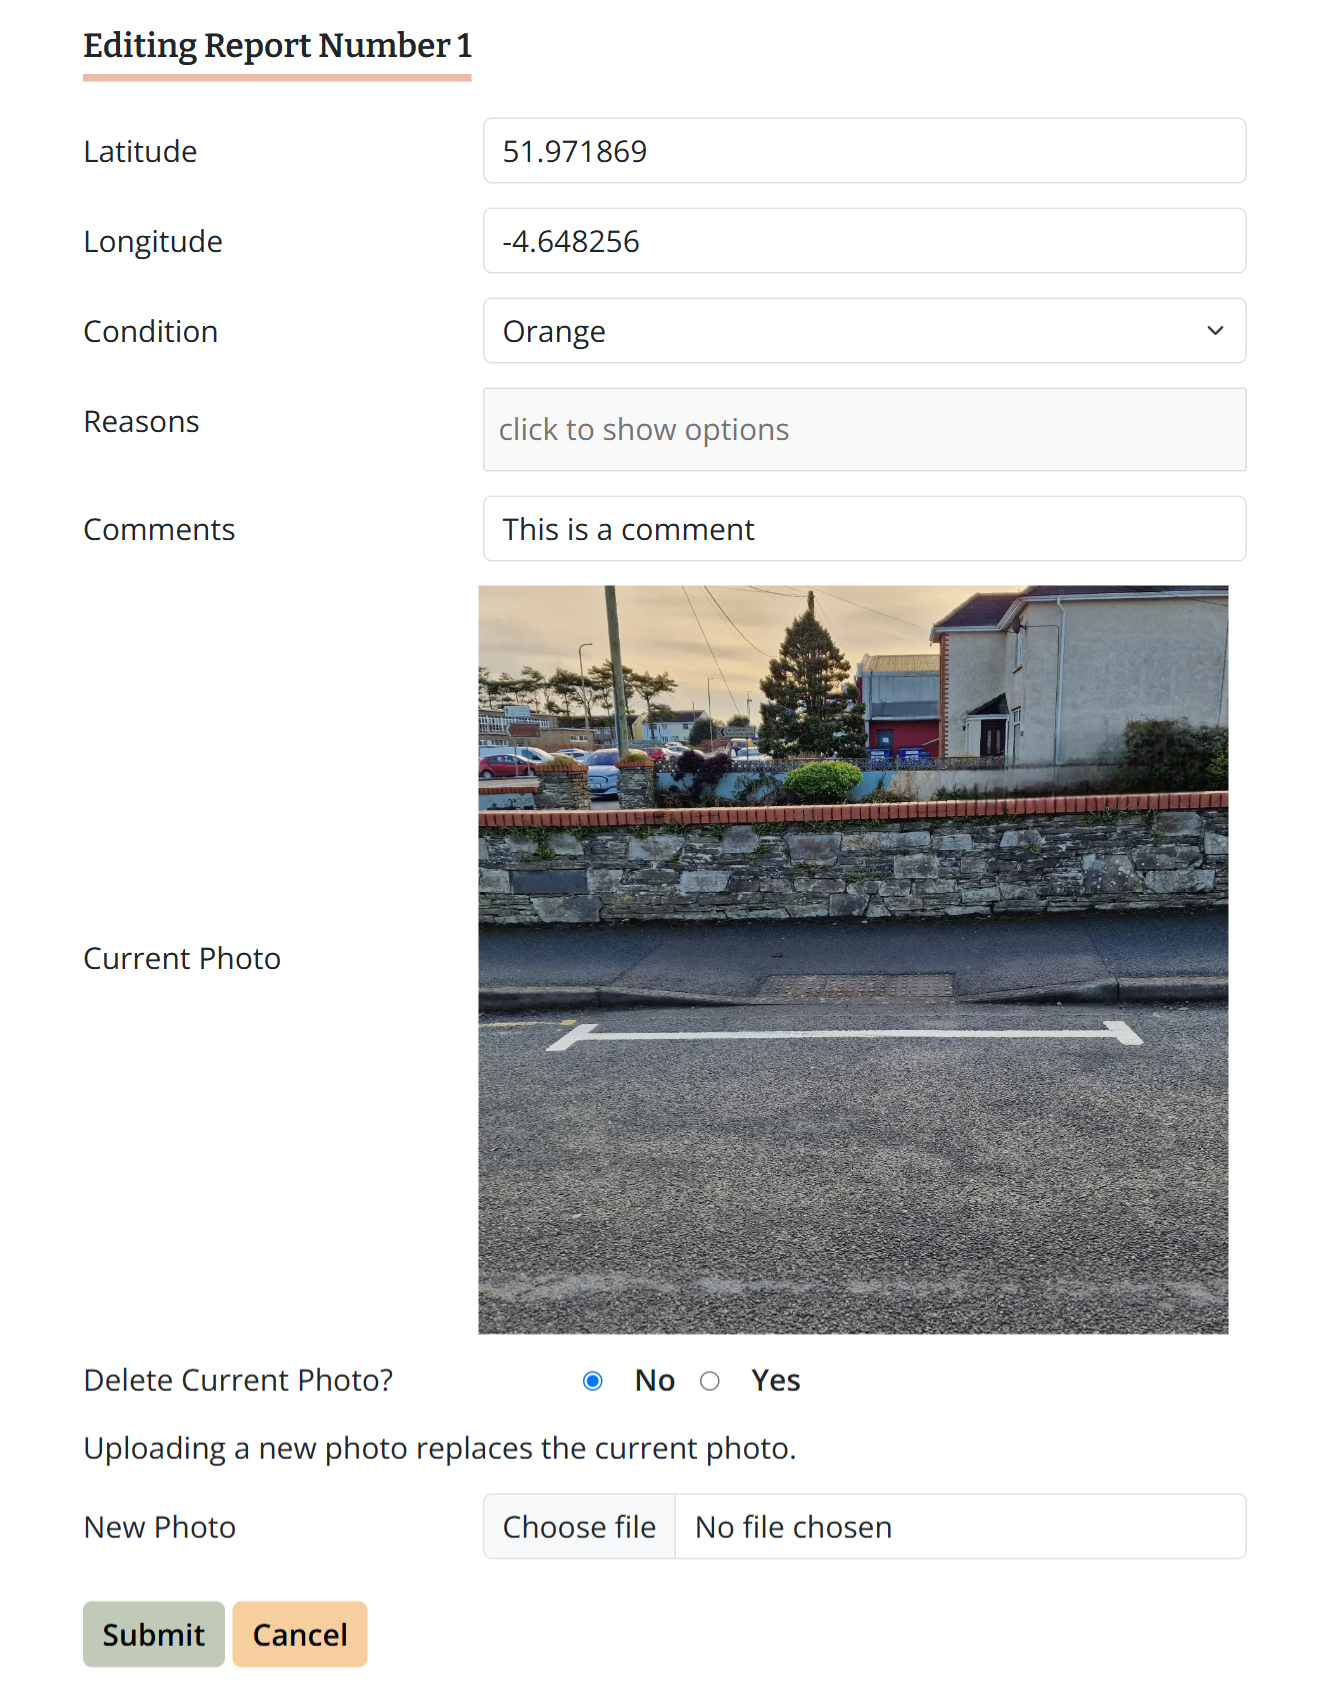 Editing Report Number 1
Latitude
51.971869
Longitude
-4.648256
Condition
Orange
Reasons
click to show options
Comments
This is a comment
Current Photo
Delete Current Photo?
No
Yes
Uploading a new photo replaces the current photo.
New Photo
Choose file
No file chosen
Submit
Cancel